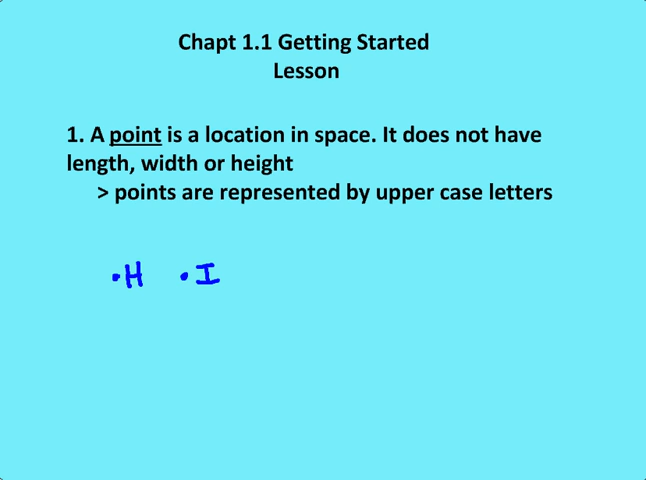 Chapt 1.1 Getting Started
Lesson
1. A point is a location in space. It does not have
length, width or height
> points are represented by upper case letters
•H •I